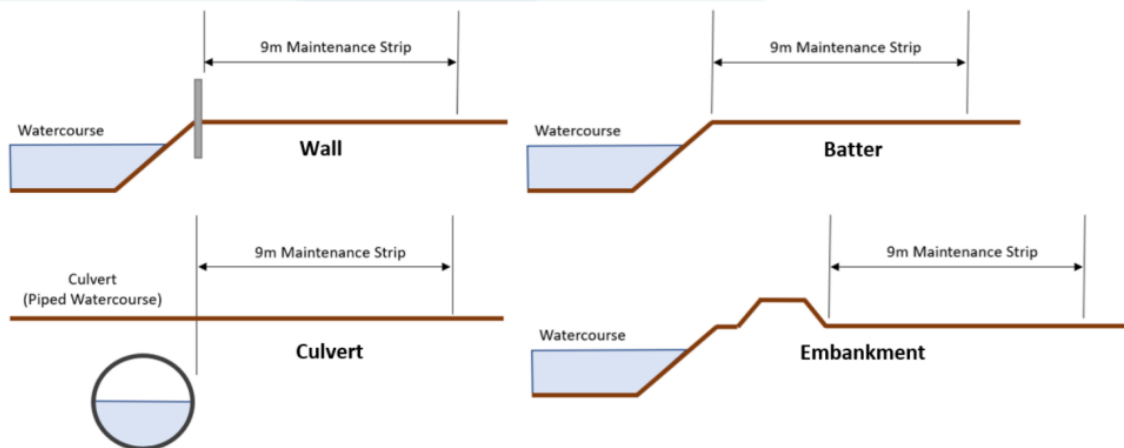 9m Maintenance Strip
Watercourse
Wall
9m Maintenance Strip
Watercourse
Batter
9m Maintenance Strip
Culvert
(Piped Watercourse)
Culvert
9m Maintenance Strip
Watercourse
Embankment